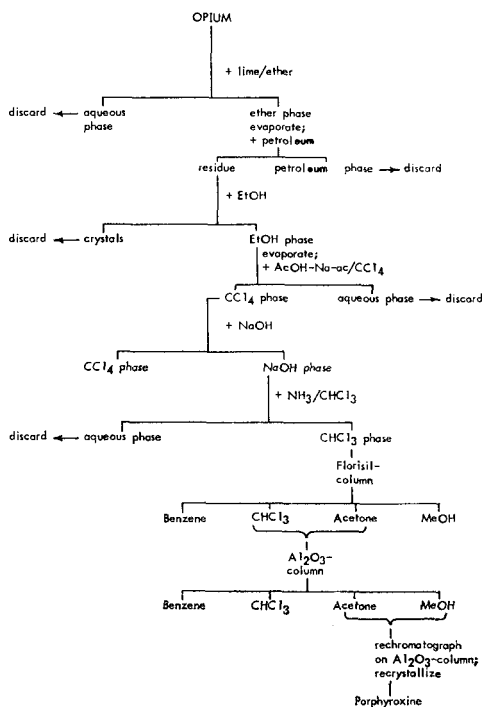 OPIUM
+ lime/ether
discard ← aqueous phase
ether phase
evaporate;
+ petroleum
residue petroleum phase → discard
+ EtOH
discard ← crystals
EtOH phase
evaporate;
+ AcOH-Na-ac/CCl4
CCl4 phase aqueous phase → discard
+ NaOH
CCl4 phase NaOH phase
+ NH3/CHCl3
discard ← aqueous phase CHCl3 phase
Florisil-
column
Benzene CHCl3 Acetone MeOH
Al2O3-
column
Benzene CHCl3 Acetone MeOH
rechromatograph
on Al2O3-column;
recrystallize
Porphyroxine